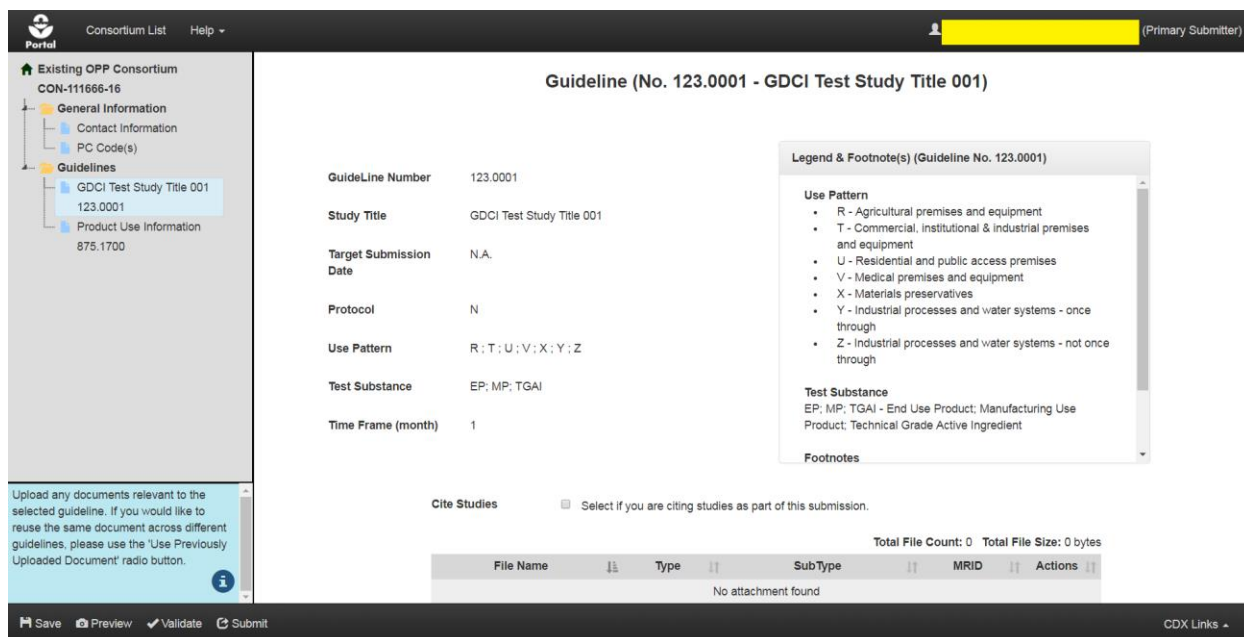 Portal
Consortium List
Help
(Primary Submitter)
Existing OPP Consortium
CON-111666-16
General Information
Contact Information
PC Code(s)
Guidelines
GDCI Test Study Title 001
123.0001
Product Use Information
875.1700
Upload any documents relevant to the
selected guideline. If you would like to
reuse the same document across different
guidelines, please use the 'Use Previously
Uploaded Document' radio button.
Guideline (No. 123.0001 - GDCI Test Study Title 001)
GuideLine Number 123.0001
Study Title GDCI Test Study Title 001
Target Submission
Date
N.A.
Protocol N
Use Pattern R ; T ; U ; V ; X ; Y ; Z
Test Substance EP; MP; TGAI
Time Frame (month) 1
Legend & Footnote(s) (Guideline No. 123.0001)
Use Pattern
• R - Agricultural premises and equipment
• T - Commercial, institutional & industrial premises
and equipment
• U - Residential and public access premises
• V - Medical premises and equipment
• X - Materials preservatives
• Y - Industrial processes and water systems - once
through
• Z - Industrial processes and water systems - not once
through
Test Substance
EP; MP; TGAI - End Use Product; Manufacturing Use
Product; Technical Grade Active Ingredient
Footnotes
Cite Studies Select if you are citing studies as part of this submission.
Total File Count: 0 Total File Size: 0 bytes
File Name Type SubType MRID Actions
No attachment found
Save Preview Validate Submit
CDX Links